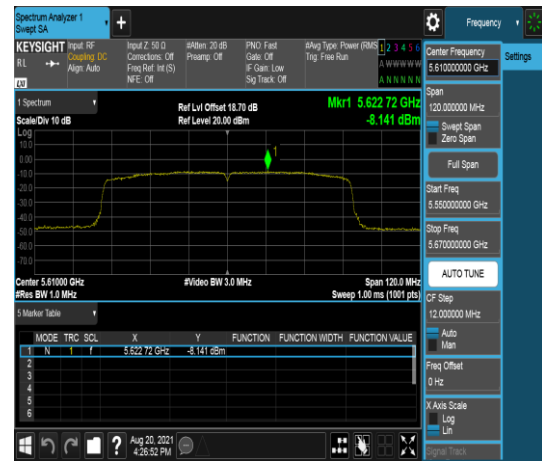 Spectrum Analyzer 1
Swept SA
+
Frequency
KEYSIGHT
RL
LXI
Input: RF
Coupling: DC
Align: Auto
Input Z: 50 Ω
Corrections: Off
Freq Ref: Int (S)
NFE: Off
#Atten: 20 dB
Preamp: Off
PNO: Fast
Gate: Off
IF Gain: Low
Sig Track: Off
#Avg Type: Power (RMS
Trig: Free Run
1 2 3 4 5 6
A W W W W W
A N N N N N
1 Spectrum
Scale/Div 10 dB
Ref Lvl Offset 18.70 dB
Ref Level 20.00 dBm
Mkr1 5.622 72 GHz
-8.141 dBm
Log
10.0
0.00
-10.0
-20.0
-30.0
-40.0
-50.0
-60.0
-70.0
1
Center 5.61000 GHz
#Res BW 1.0 MHz
#Video BW 3.0 MHz
Span 120.0 MHz
Sweep 1.00 ms (1001 pts)
5 Marker Table
MODE TRC SCL X Y FUNCTION FUNCTION WIDTH FUNCTION VALUE
1 N 1 f 5.622 72 GHz -8.141 dBm
2
3
4
5
6
Aug 20, 2021
4:26:52 PM
Center Frequency
5.610000000 GHz
Settings
Span
120.000000 MHz
Swept Span
Zero Span
Full Span
Start Freq
5.550000000 GHz
Stop Freq
5.670000000 GHz
AUTO TUNE
CF Step
12.000000 MHz
Auto
Man
Freq Offset
0 Hz
X Axis Scale
Log
Lin
Signal Track